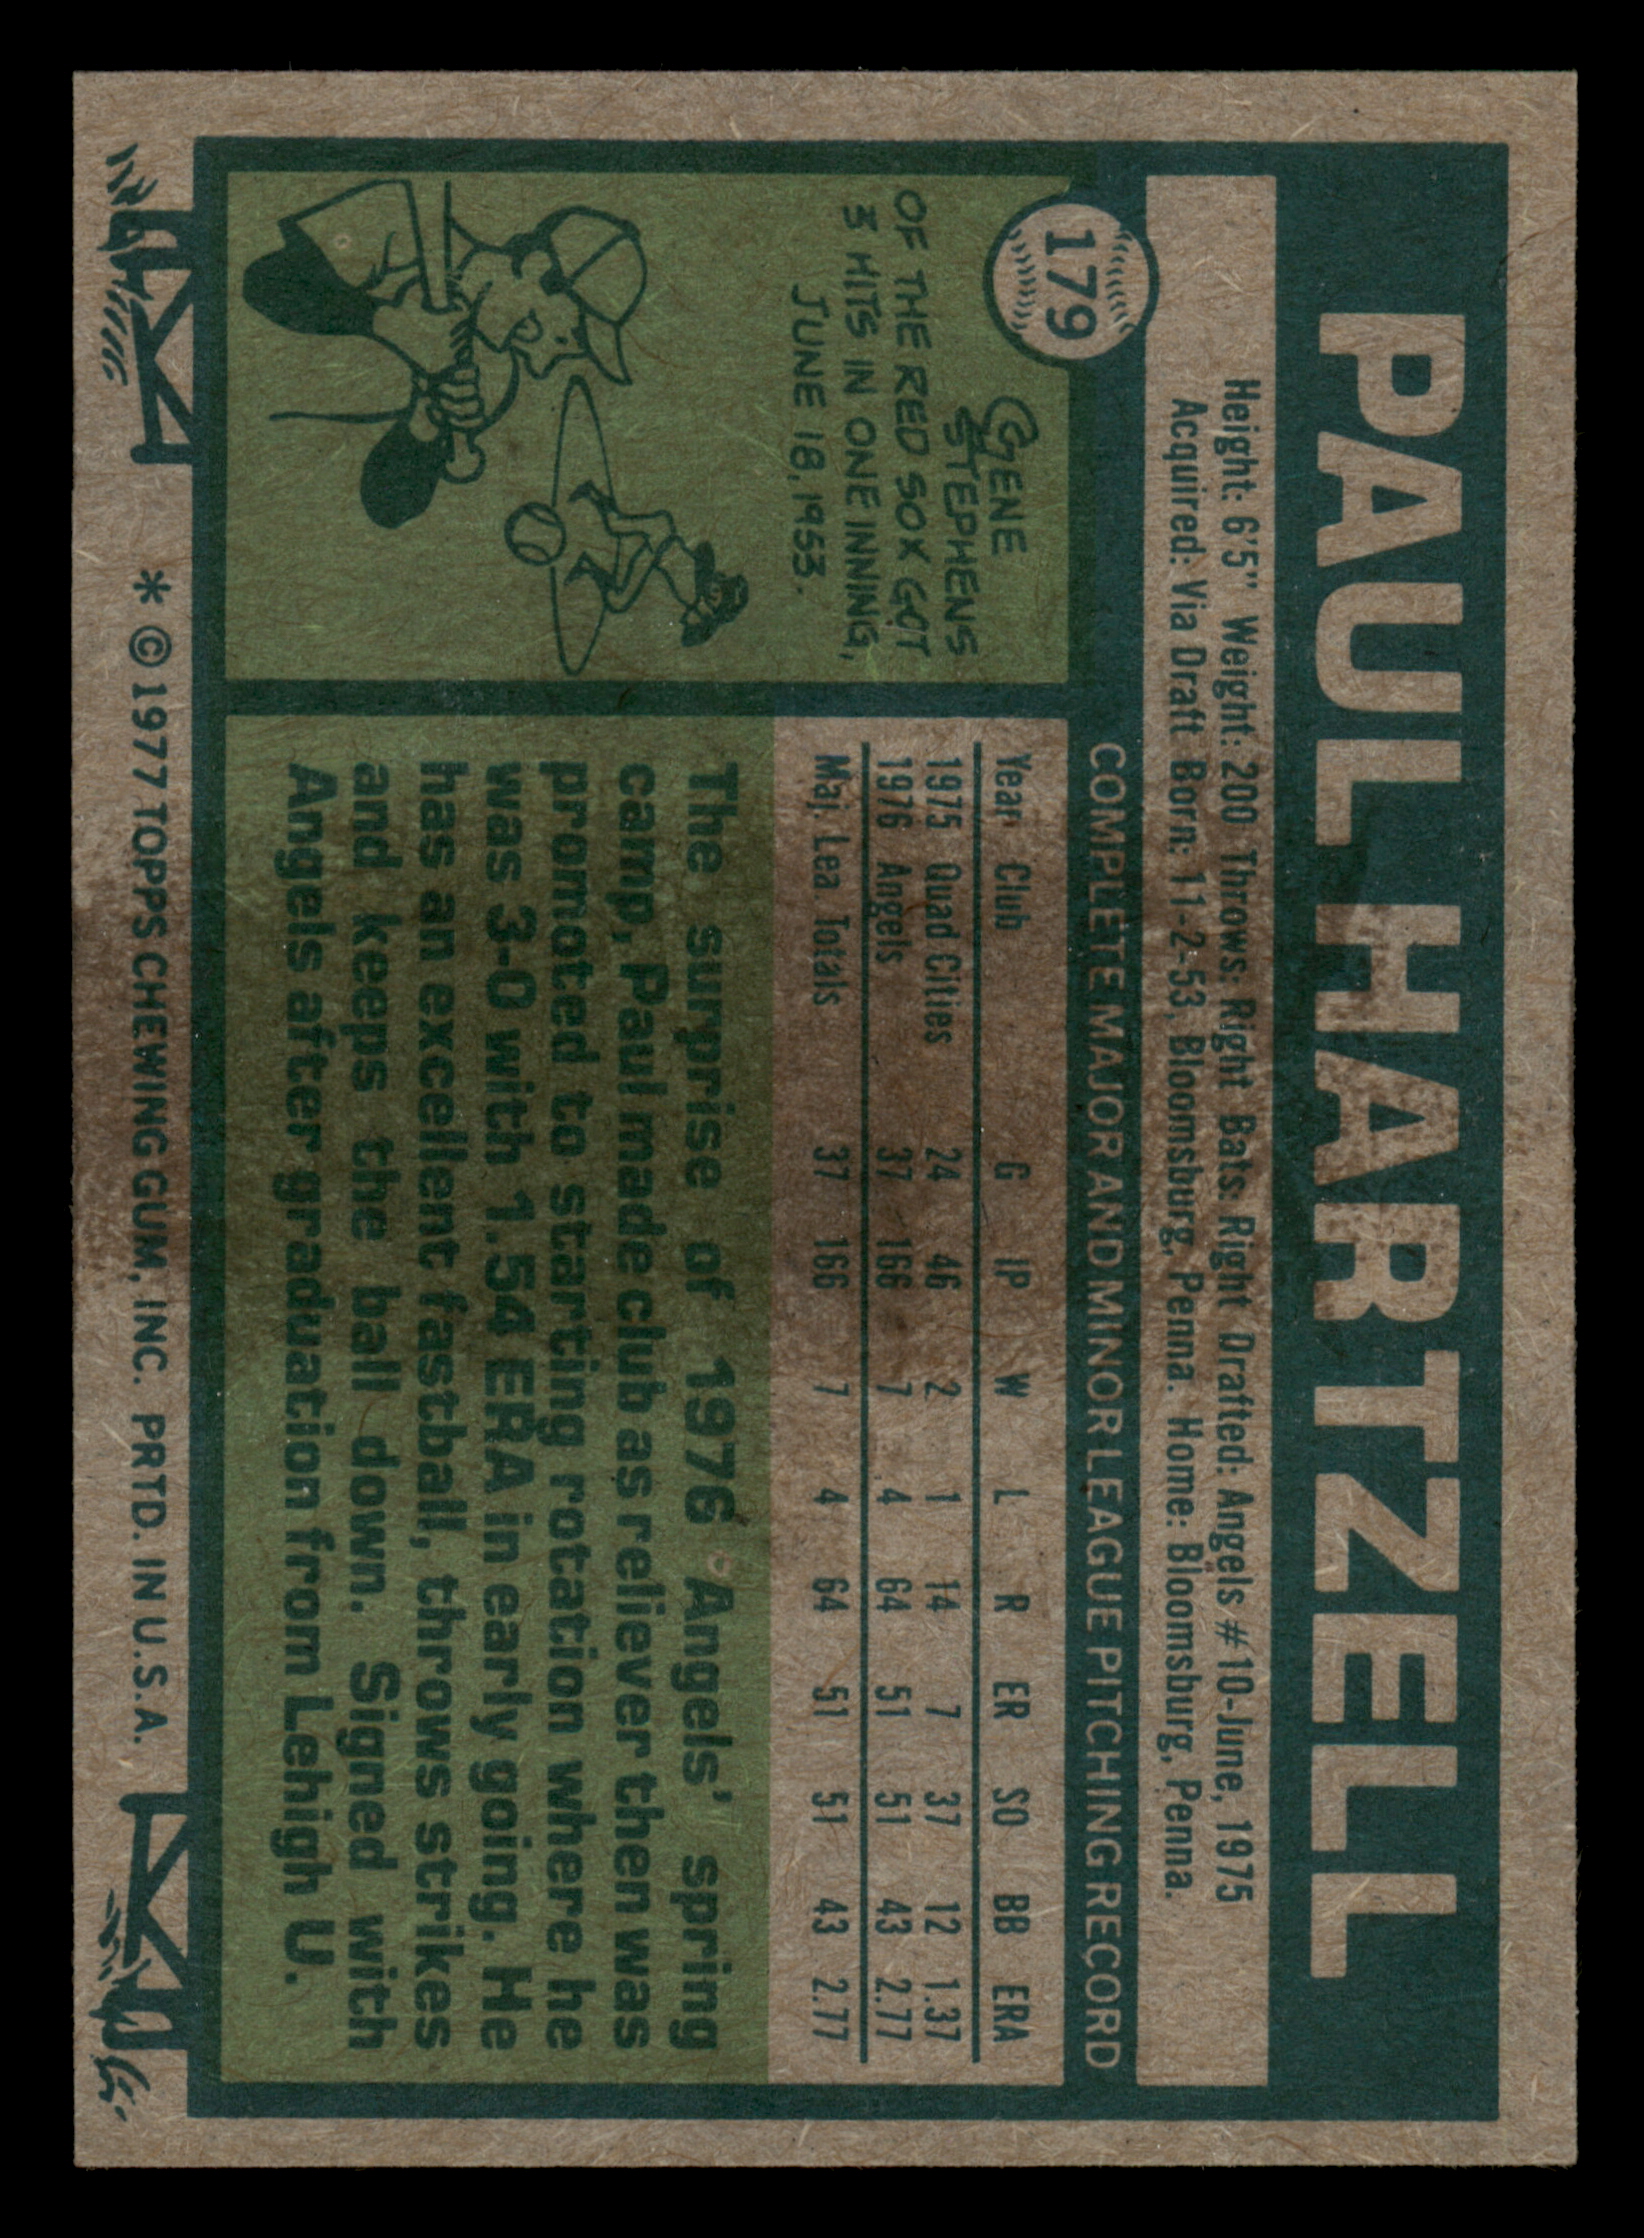 PAUL HARTZELL
Height: 6'5" Weight: 200 Throws: Right Bats: Right Drafted: Angels #10-June, 1975
Acquired: Via Draft Born: 11-2-53, Bloomsburg, Penna. Home: Bloomsburg, Penna.
179
COMPLETE MAJOR AND MINOR LEAGUE PITCHING RECORD
GENE
STEPHENS
OF THE RED SOX GOT
3 HITS IN ONE INNING,
JUNE 18, 1953.
Year Club G IP W L R ER SO BB ERA
1975 Quad Cities 24 46 2 1 14 7 37 12 1.37
1976 Angels 37 166 7 4 64 51 51 43 2.77
Maj. Lea Totals 37 166 7 4 64 51 51 43 2.77
The surprise of 1976 Angels' spring
camp, Paul made club as reliever then was
promoted to starting rotation where he
was 3-0 with 1.54 ERA in early going. He
has an excellent fastball, throws strikes
and keeps the ball down. Signed with
Angels after graduation from Lehigh U.
* © 1977 TOPPS CHEWING GUM, INC. PRTD. IN U.S.A.